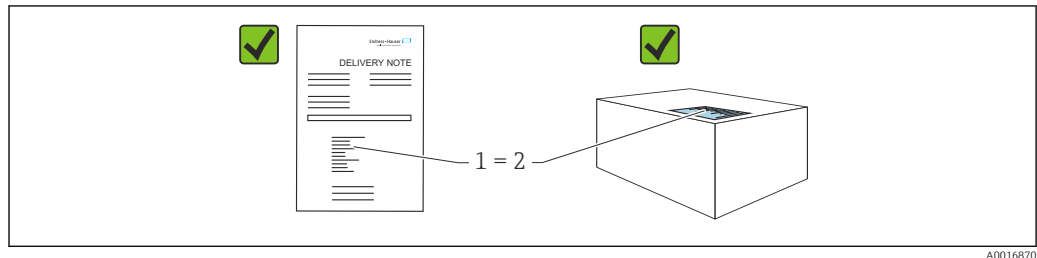 Endress+Hauser
DELIVERY NOTE
1 = 2
A0016870